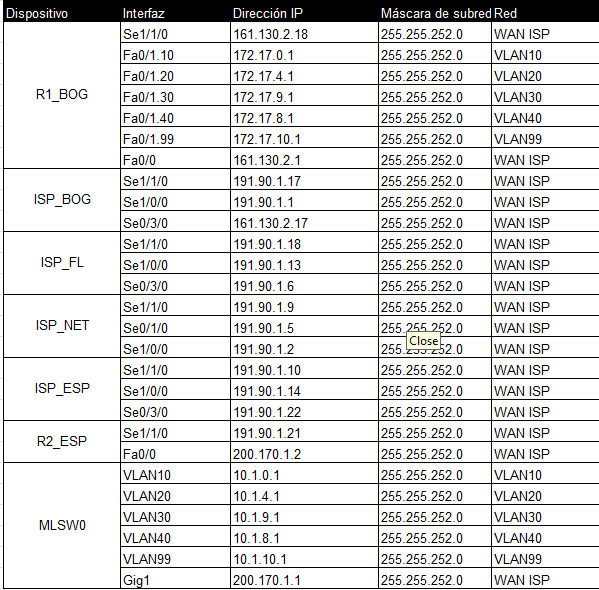 Dispositivo Interfaz Dirección IP Máscara de subred Red
R1_BOG
Se1/1/0 161.130.2.18 255.255.252.0 WAN ISP
Fa0/1.10 172.17.0.1 255.255.252.0 VLAN10
Fa0/1.20 172.17.4.1 255.255.252.0 VLAN20
Fa0/1.30 172.17.9.1 255.255.252.0 VLAN30
Fa0/1.40 172.17.8.1 255.255.252.0 VLAN40
Fa0/1.99 172.17.10.1 255.255.252.0 VLAN99
Fa0/0 161.130.2.1 255.255.252.0 WAN ISP
ISP_BOG
Se1/1/0 191.90.1.17 255.255.252.0 WAN ISP
Se1/0/0 191.90.1.1 255.255.252.0 WAN ISP
Se0/3/0 161.130.2.17 255.255.252.0 WAN ISP
ISP_FL
Se1/1/0 191.90.1.18 255.255.252.0 WAN ISP
Se1/0/0 191.90.1.13 255.255.252.0 WAN ISP
Se0/3/0 191.90.1.6 255.255.252.0 WAN ISP
ISP_NET
Se1/1/0 191.90.1.9 255.255.252.0 WAN ISP
Se0/1/0 191.90.1.5 255.255.252.0 WAN ISP
Close
Se1/0/0 191.90.1.2 255.255.252.0 WAN ISP
ISP_ESP
Se1/1/0 191.90.1.10 255.255.252.0 WAN ISP
Se1/0/0 191.90.1.14 255.255.252.0 WAN ISP
Se0/3/0 191.90.1.22 255.255.252.0 WAN ISP
R2_ESP
Se1/1/0 191.90.1.21 255.255.252.0 WAN ISP
Fa0/0 200.170.1.2 255.255.252.0 WAN ISP
MLSW0
VLAN10 10.1.0.1 255.255.252.0 VLAN10
VLAN20 10.1.4.1 255.255.252.0 VLAN20
VLAN30 10.1.9.1 255.255.252.0 VLAN30
VLAN40 10.1.8.1 255.255.252.0 VLAN40
VLAN99 10.1.10.1 255.255.252.0 VLAN99
Gig1 200.170.1.1 255.255.252.0 WAN ISP